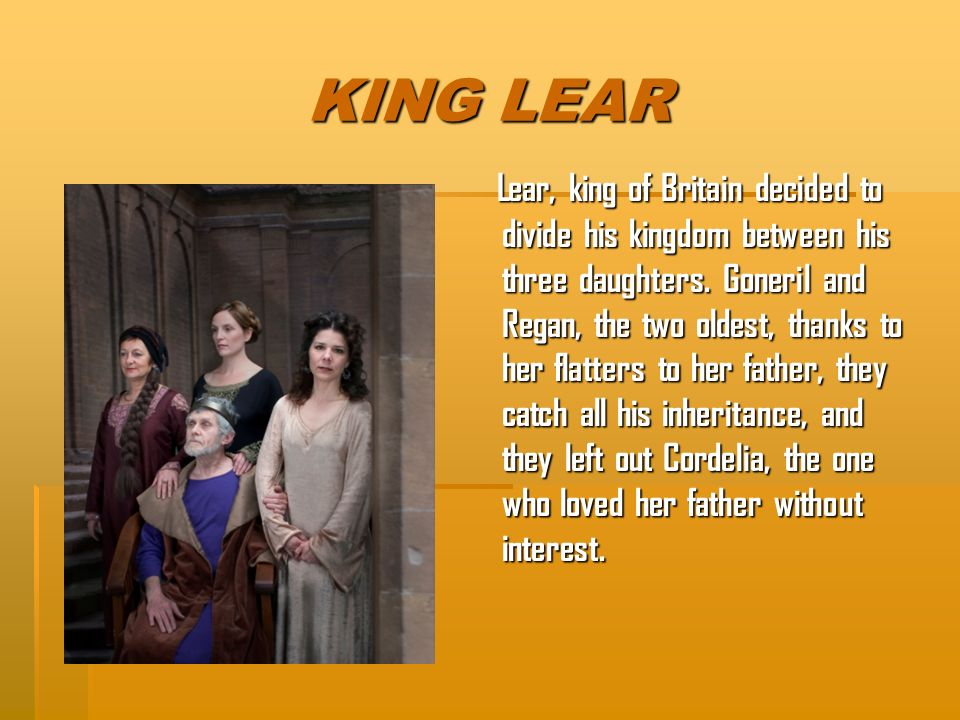 KING LEAR
Lear, king of Britain decided to
divide his kingdom between his
three daughters. Goneril and
Regan, the two oldest, thanks to
her flatters to her father, they
catch all his inheritance, and
they left out Cordelia, the one
who loved her father without
interest.